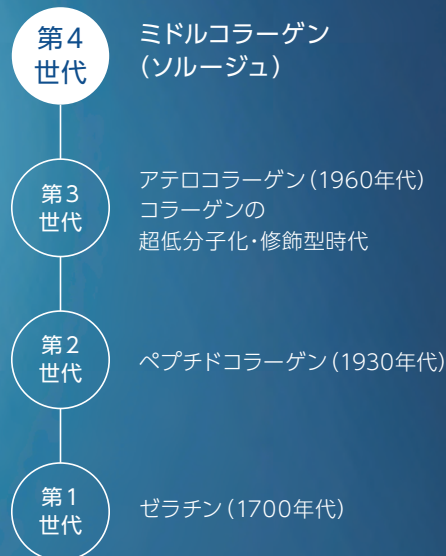 第4
世代
ミドルコラーゲン
(ソルージュ)
第3
世代
アテロコラーゲン(1960年代)
コラーゲンの
超低分子化・修飾型時代
第2
世代
ペプチドコラーゲン(1930年代)
第1
世代
ゼラチン(1700年代)